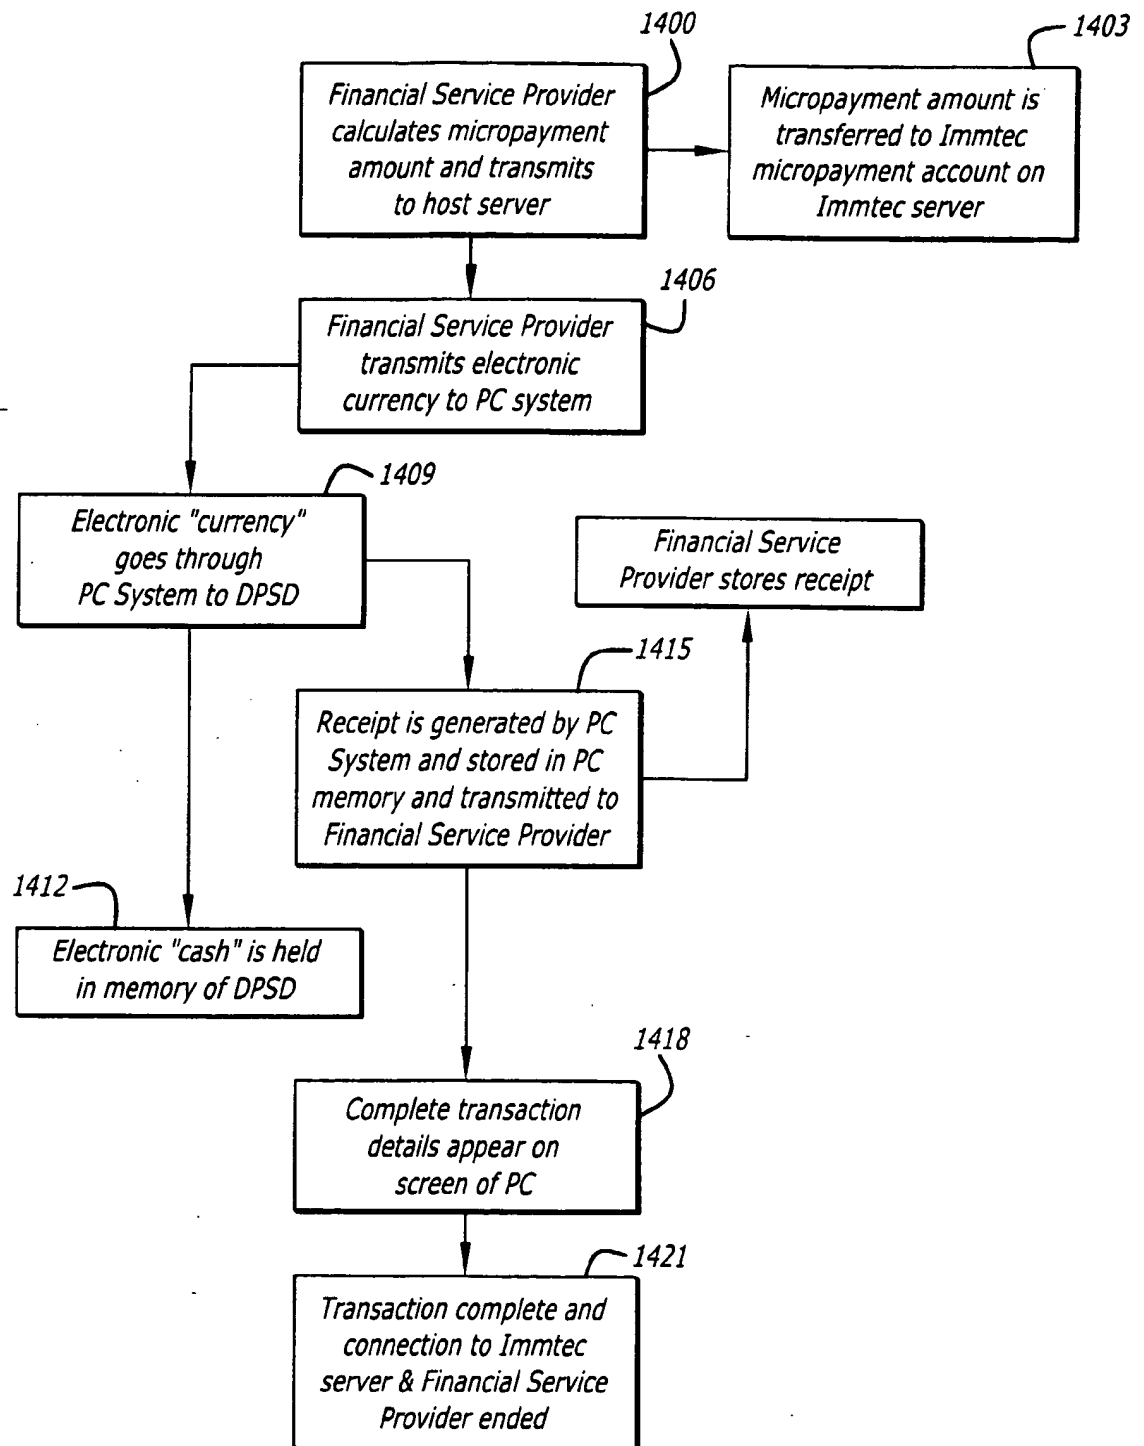 1400
1403
Financial Service Provider
calculates micropayment
amount and transmits
to host server
Micropayment amount is
transferred to Immtec
micropayment account on
Immtec server
1406
Financial Service Provider
transmits electronic
currency to PC system
1409
Electronic "currency"
goes through
PC System to DPSD
Financial Service
Provider stores receipt
1415
Receipt is generated by PC
System and stored in PC
memory and transmitted to
Financial Service Provider
1412
Electronic "cash" is held
in memory of DPSD
1418
Complete transaction
details appear on
screen of PC
1421
Transaction complete and
connection to Immtec
server & Financial Service
Provider ended